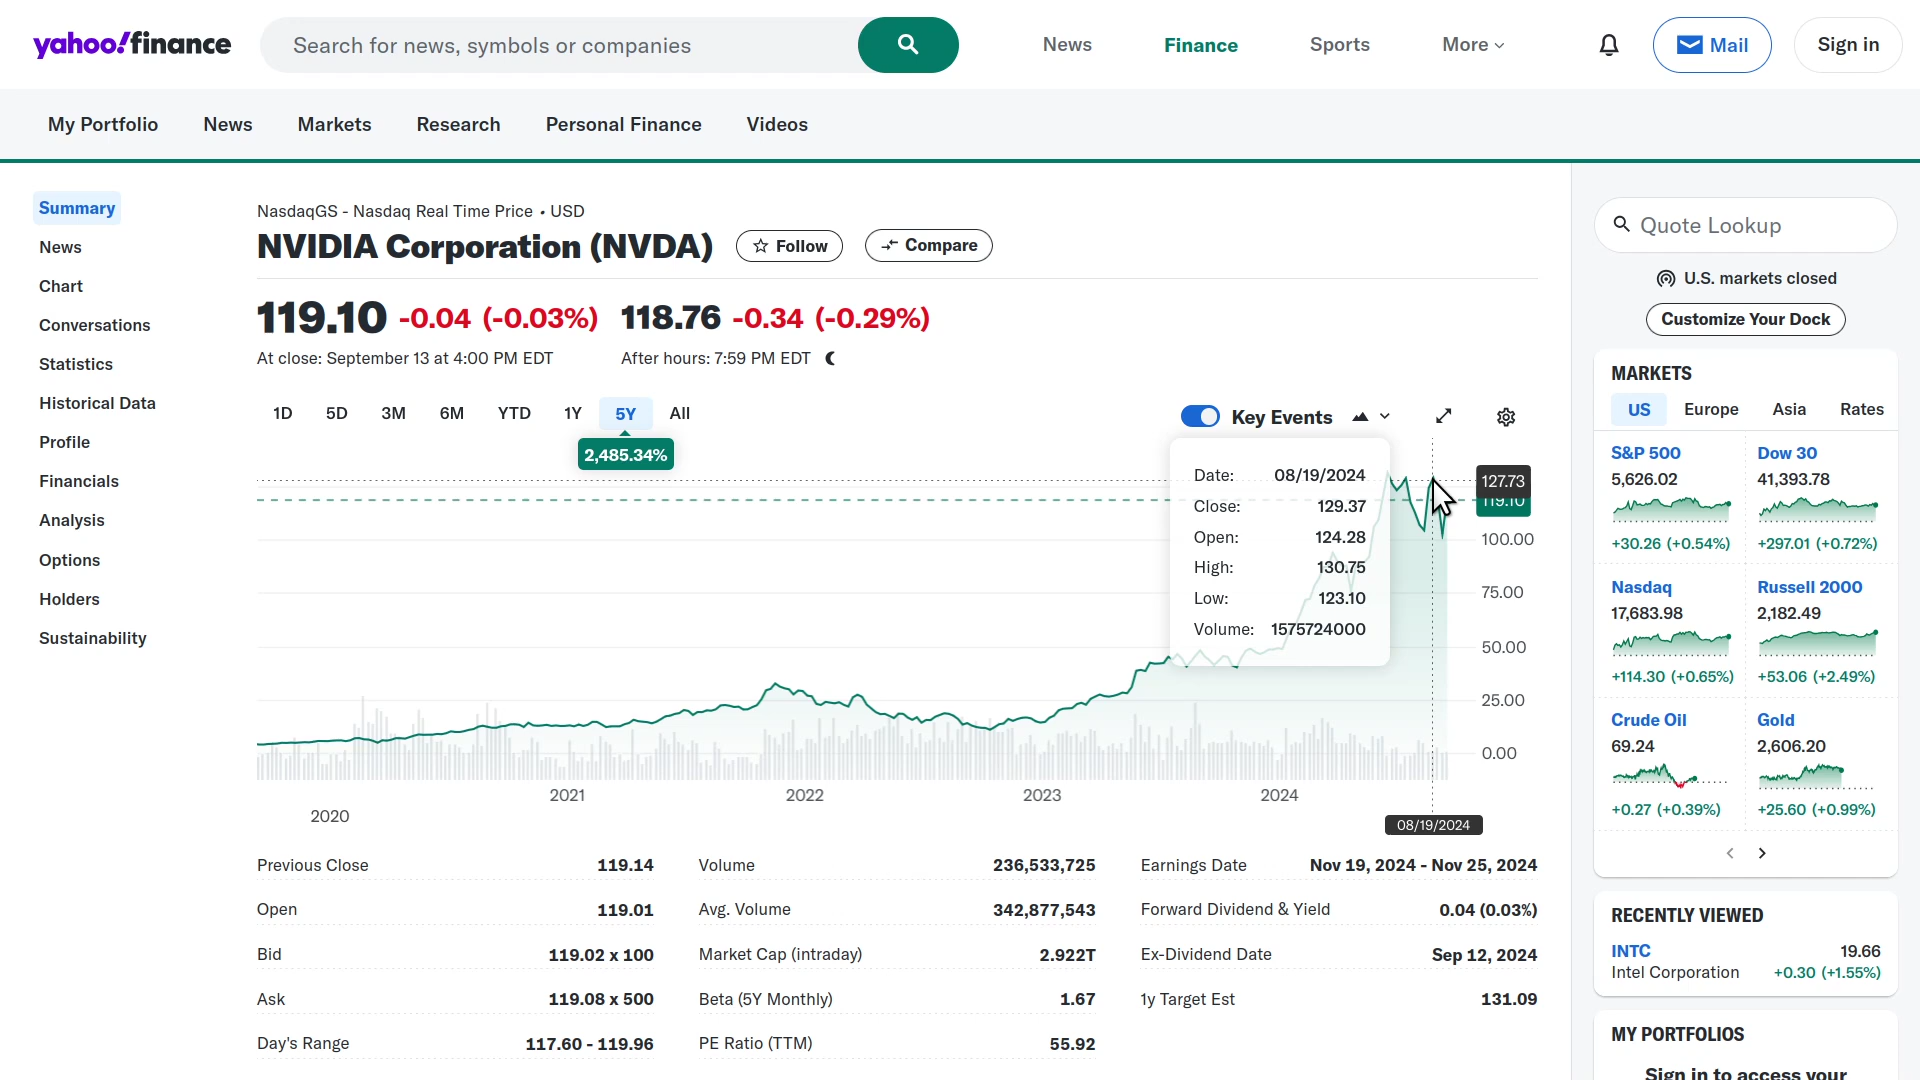 yahoo!finance
Search for news, symbols or companies
News
Finance
Sports
More
Mail
Sign in
My Portfolio
News
Markets
Research
Personal Finance
Videos
Summary
News
Chart
Conversations
Statistics
Historical Data
Profile
Financials
Analysis
Options
Holders
Sustainability
NasdaqGS - Nasdaq Real Time Price • USD
NVIDIA Corporation (NVDA)
Follow
Compare
119.10 -0.04 (-0.03%)
At close: September 13 at 4:00 PM EDT
118.76 -0.34 (-0.29%)
After hours: 7:59 PM EDT
1D 5D 3M 6M YTD 1Y 5Y All
2,485.34%
Key Events
Date: 08/19/2024
Close: 129.37
Open: 124.28
High: 130.75
Low: 123.10
Volume: 1575724000
127.73
119.10
100.00
75.00
50.00
25.00
0.00
2020
2021
2022
2023
2024
08/19/2024
Previous Close 119.14
Open 119.01
Bid 119.02 x 100
Ask 119.08 x 500
Day's Range 117.60 - 119.96
Volume 236,533,725
Avg. Volume 342,877,543
Market Cap (intraday) 2.922T
Beta (5Y Monthly) 1.67
PE Ratio (TTM) 55.92
Earnings Date Nov 19, 2024 - Nov 25, 2024
Forward Dividend & Yield 0.04 (0.03%)
Ex-Dividend Date Sep 12, 2024
1y Target Est 131.09
Quote Lookup
U.S. markets closed
Customize Your Dock
MARKETS
US Europe Asia Rates
S&P 500
5,626.02
+30.26 (+0.54%)
Dow 30
41,393.78
+297.01 (+0.72%)
Nasdaq
17,683.98
+114.30 (+0.65%)
Russell 2000
2,182.49
+53.06 (+2.49%)
Crude Oil
69.24
+0.27 (+0.39%)
Gold
2,606.20
+25.60 (+0.99%)
RECENTLY VIEWED
INTC 19.66
Intel Corporation +0.30 (+1.55%)
MY PORTFOLIOS
Sign in to access your